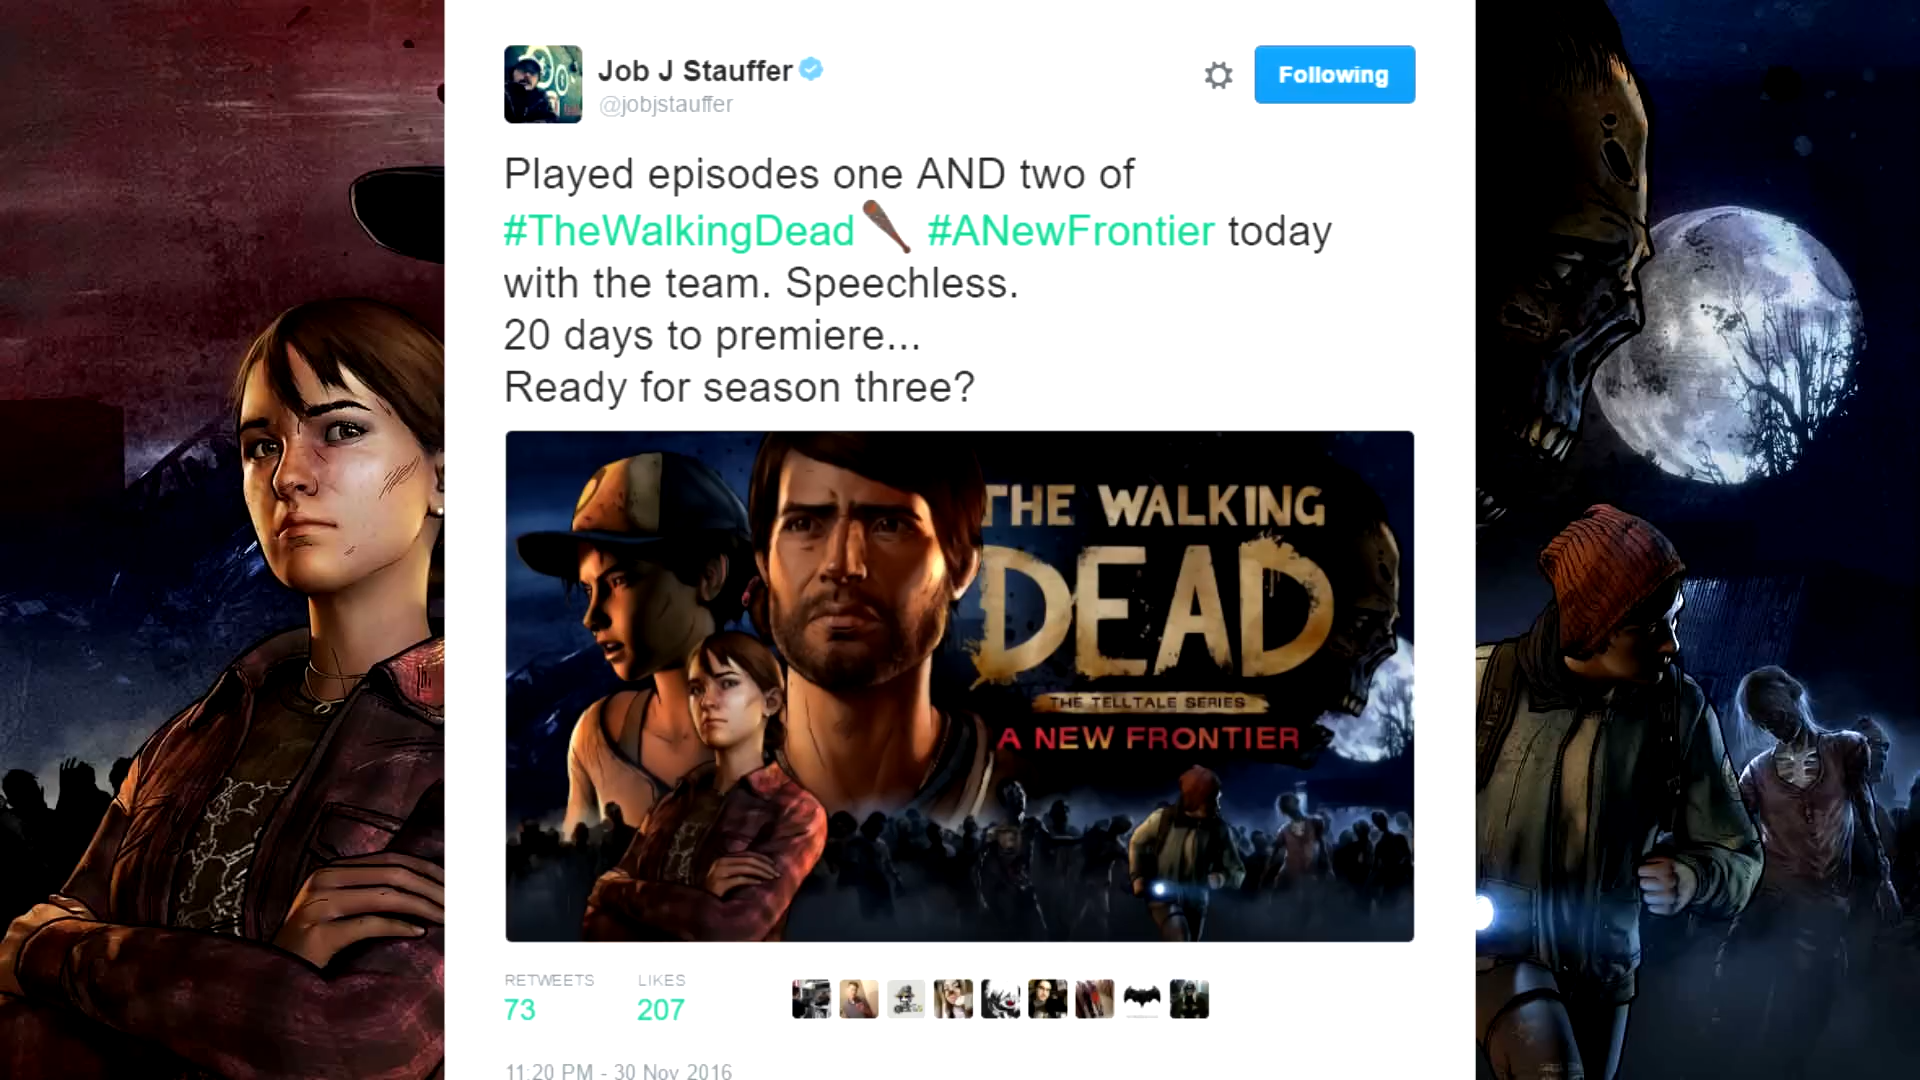 Job J Stauffer
@jobjstauffer
Following
Played episodes one AND two of
#TheWalkingDead #ANewFrontier today
with the team. Speechless.
20 days to premiere...
Ready for season three?
THE WALKING
DEAD
THE TELLTALE SERIES
A NEW FRONTIER
RETWEETS LIKES
73 207
11:20 PM - 30 Nov 2016